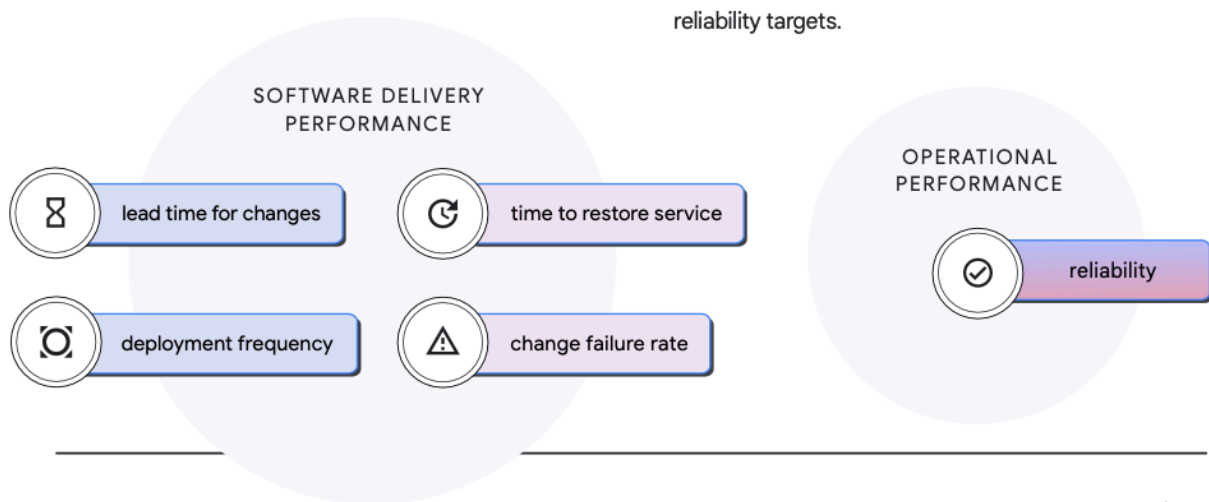 reliability targets.
SOFTWARE DELIVERY
PERFORMANCE
lead time for changes
time to restore service
deployment frequency
change failure rate
OPERATIONAL
PERFORMANCE
reliability